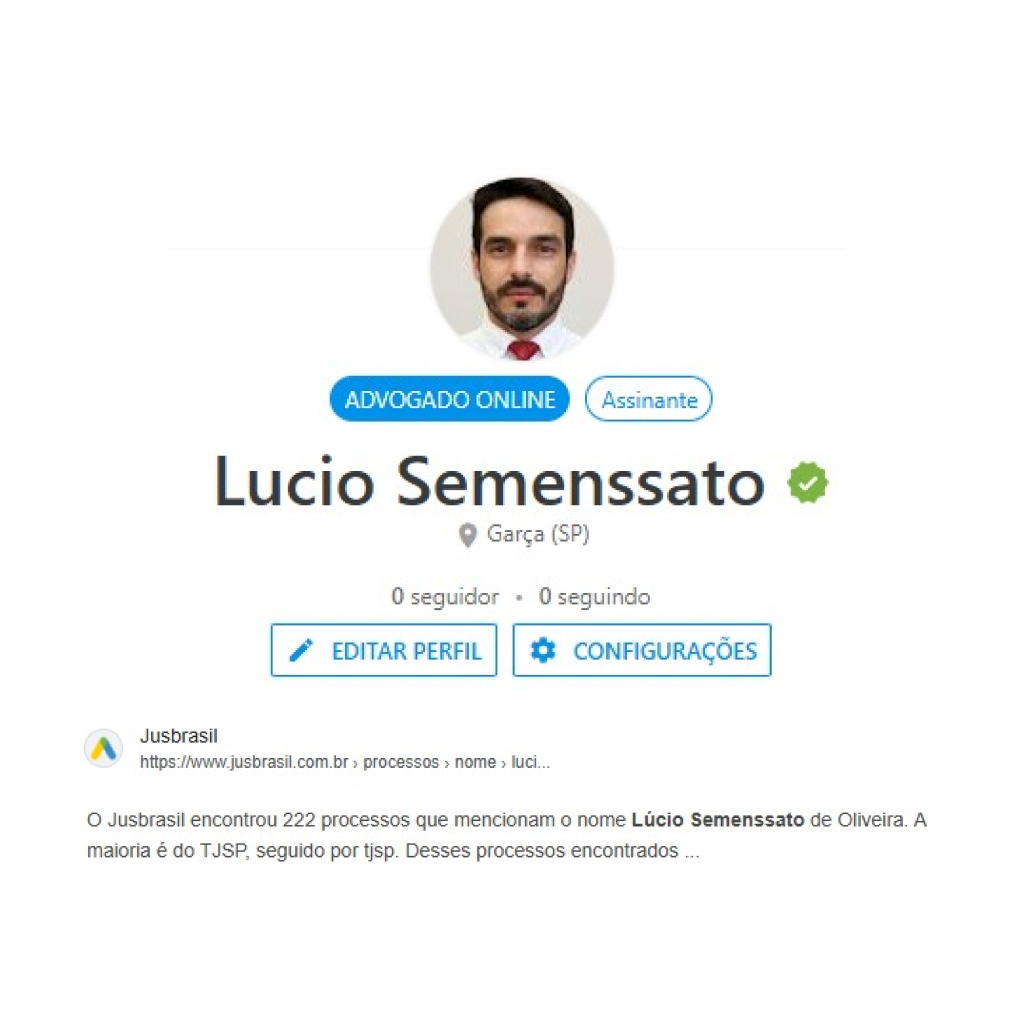 ADVOGADO ONLINE Assinante
Lucio Semenssato
Garça (SP)
0 seguidor • 0 seguindo
EDITAR PERFIL CONFIGURAÇÕES
Jusbrasil
https://www.jusbrasil.com.br › processos › nome › luci...
O Jusbrasil encontrou 222 processos que mencionam o nome Lúcio Semenssato de Oliveira. A
maioria é do TJSP, seguido por tjsp. Desses processos encontrados ...